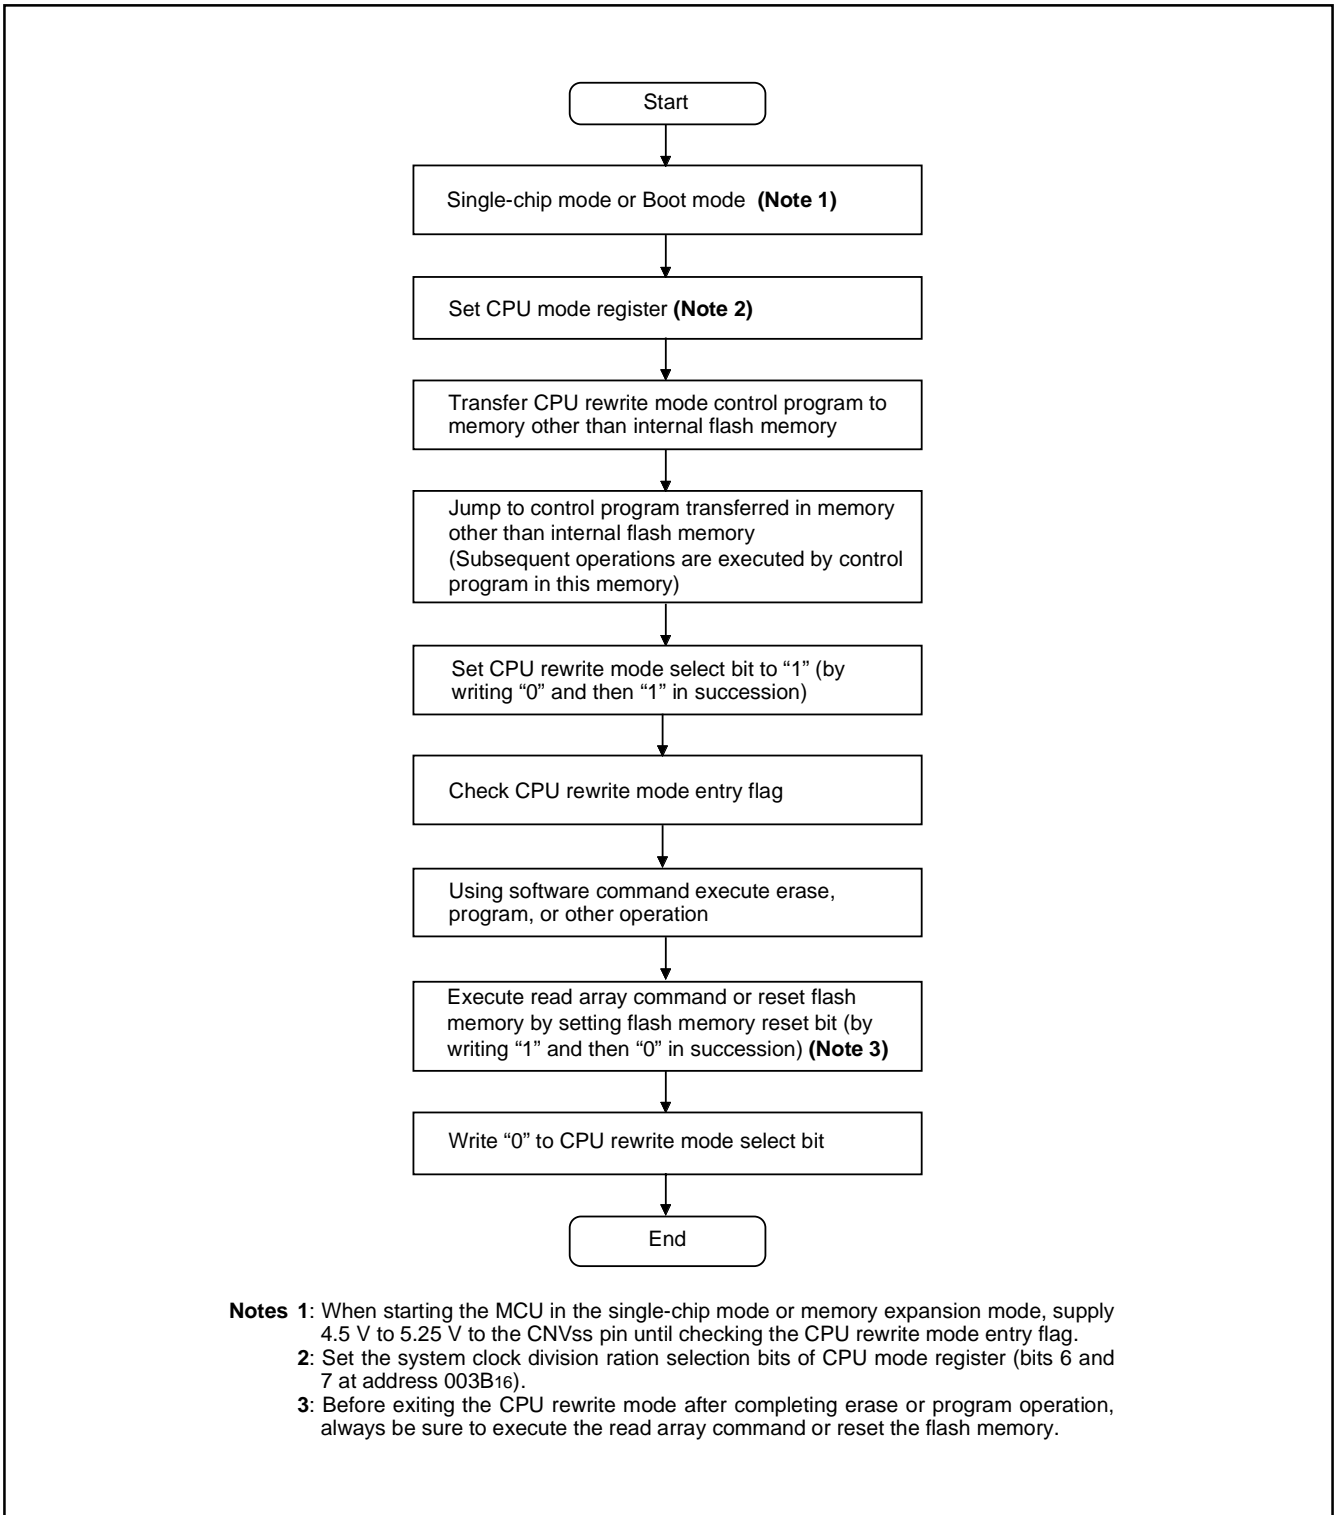 Start
Single-chip mode or Boot mode (Note 1)
Set CPU mode register (Note 2)
Transfer CPU rewrite mode control program to
memory other than internal flash memory
Jump to control program transferred in memory
other than internal flash memory
(Subsequent operations are executed by control
program in this memory)
Set CPU rewrite mode select bit to “1” (by
writing “0” and then “1” in succession)
Check CPU rewrite mode entry flag
Using software command execute erase,
program, or other operation
Execute read array command or reset flash
memory by setting flash memory reset bit (by
writing “1” and then “0” in succession) (Note 3)
Write “0” to CPU rewrite mode select bit
End
Notes 1: When starting the MCU in the single-chip mode or memory expansion mode, supply
4.5 V to 5.25 V to the CNVss pin until checking the CPU rewrite mode entry flag.
2: Set the system clock division ration selection bits of CPU mode register (bits 6 and
7 at address 003B16).
3: Before exiting the CPU rewrite mode after completing erase or program operation,
always be sure to execute the read array command or reset the flash memory.